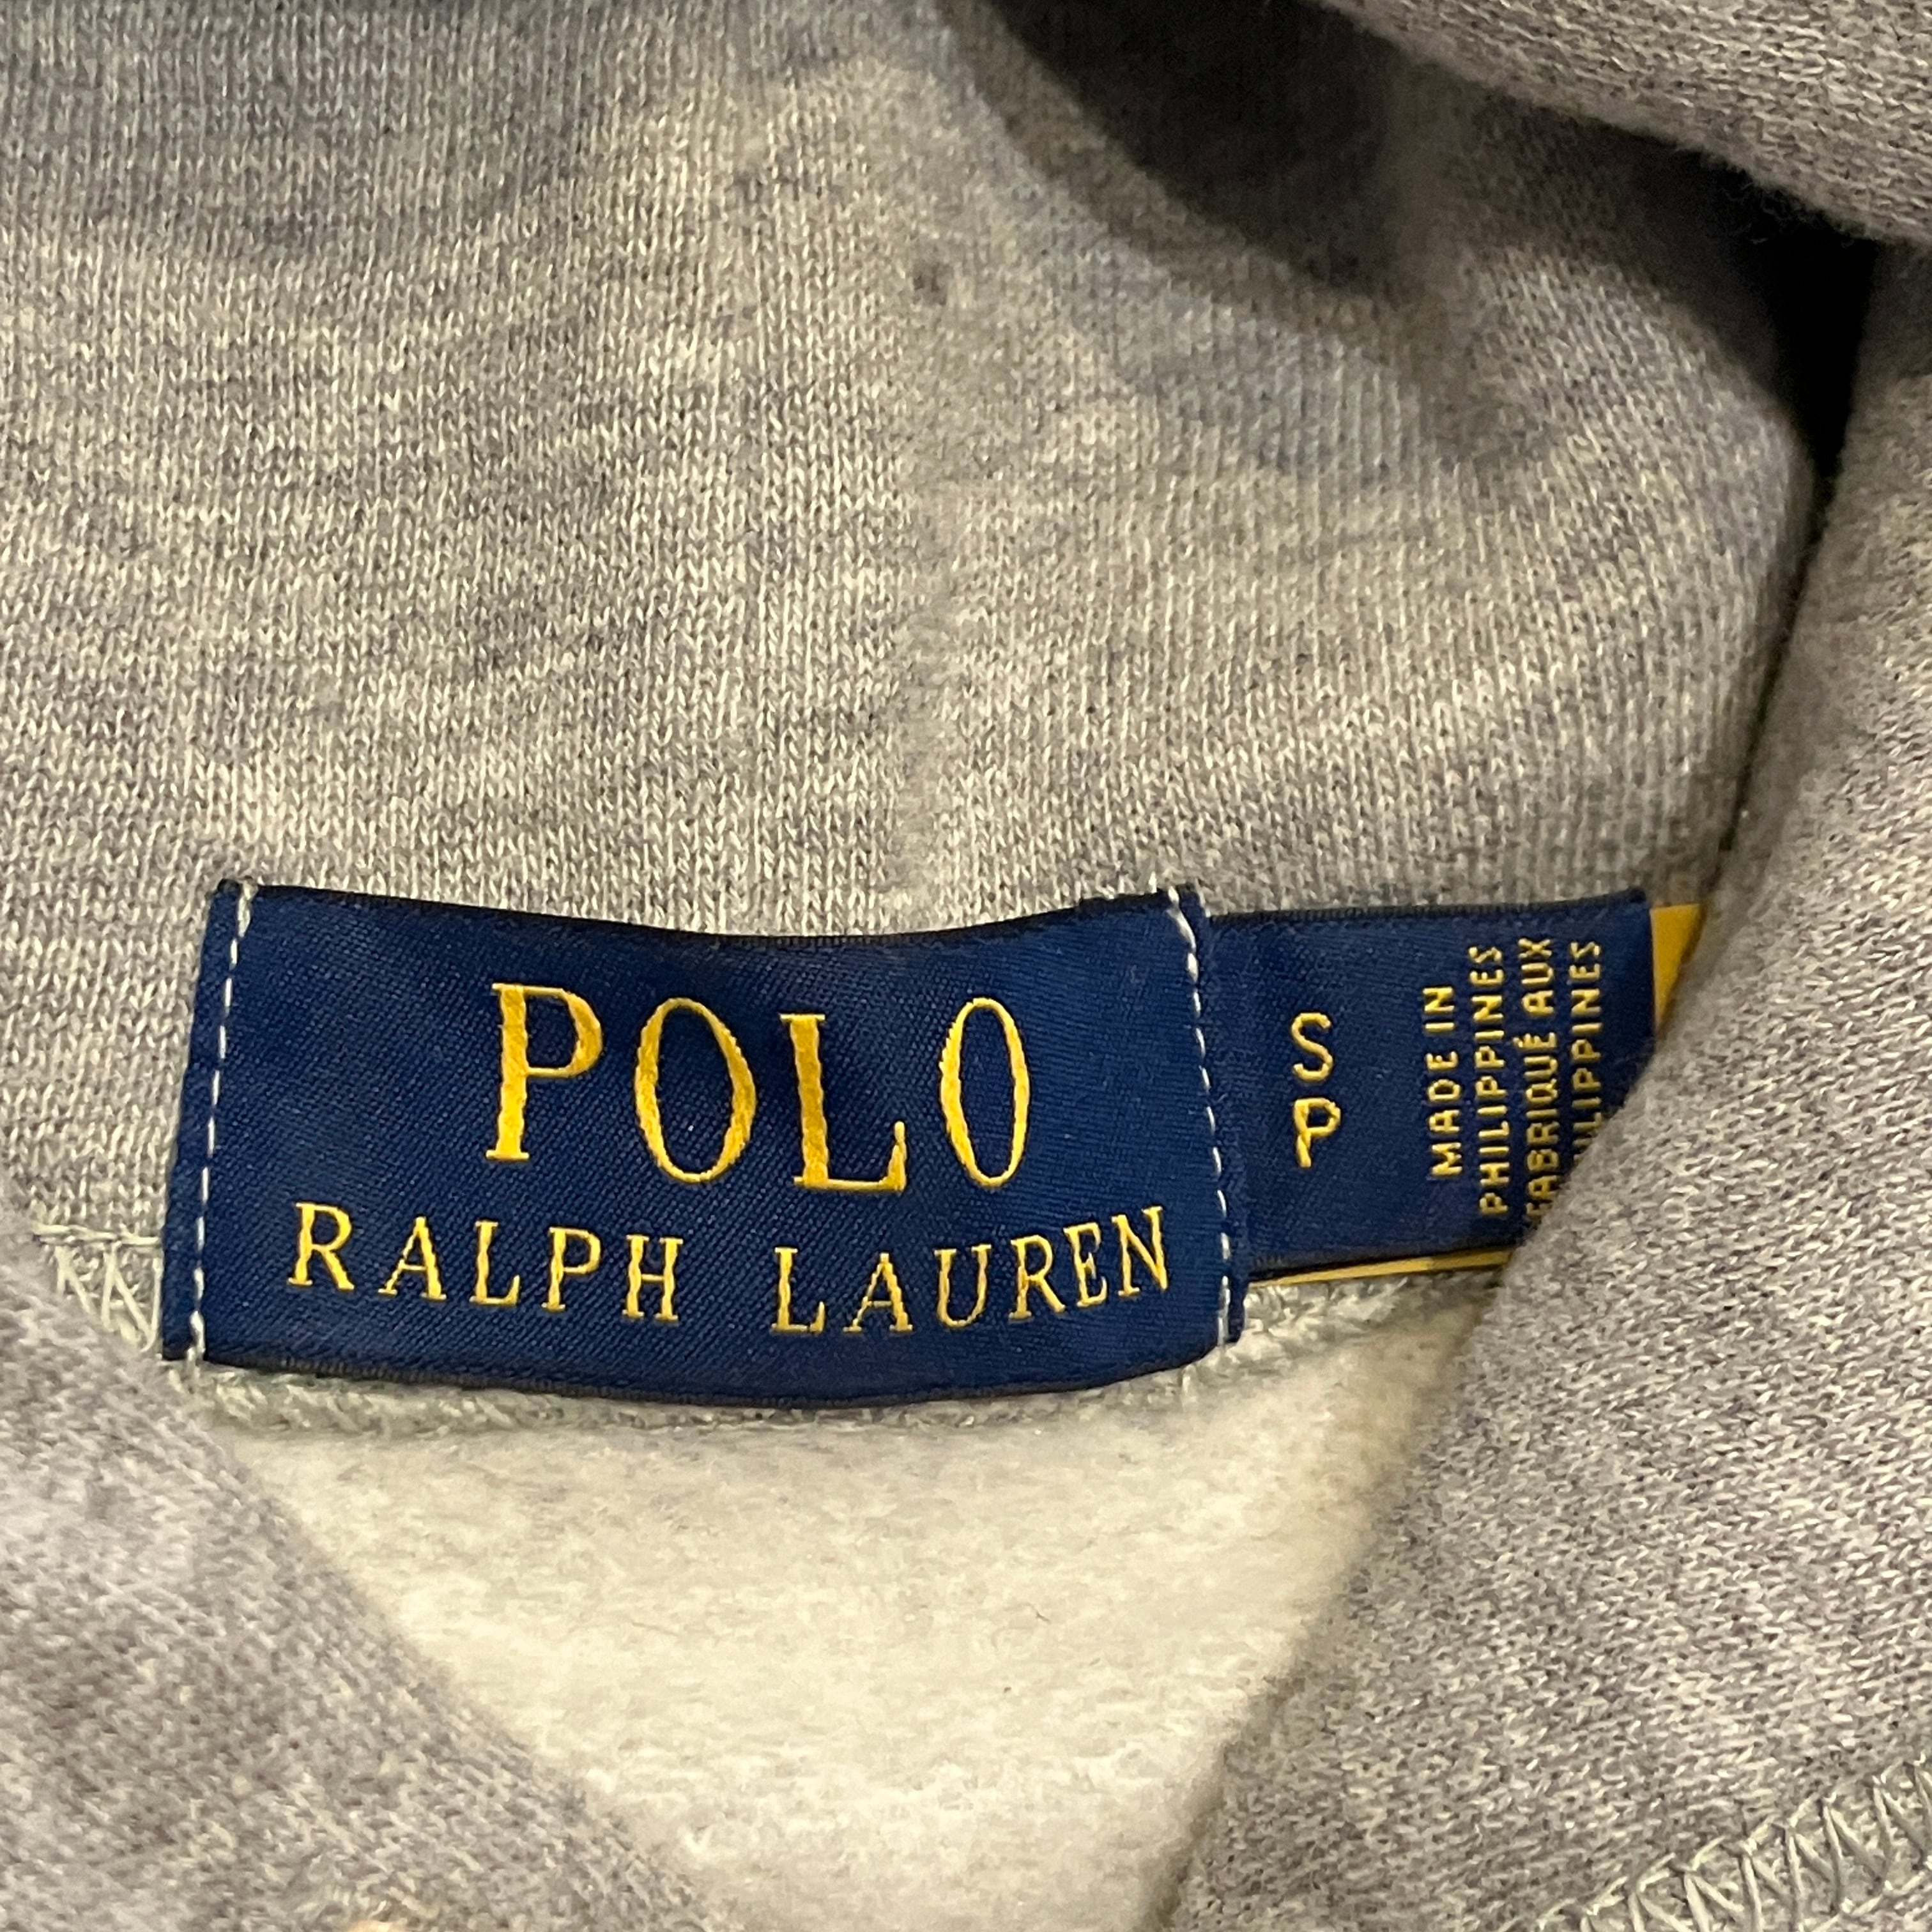 POLO
RALPH LAUREN
S
P
MADE IN
PHILIPPINES
FABRIQUÉ AUX
PHILIPPINES